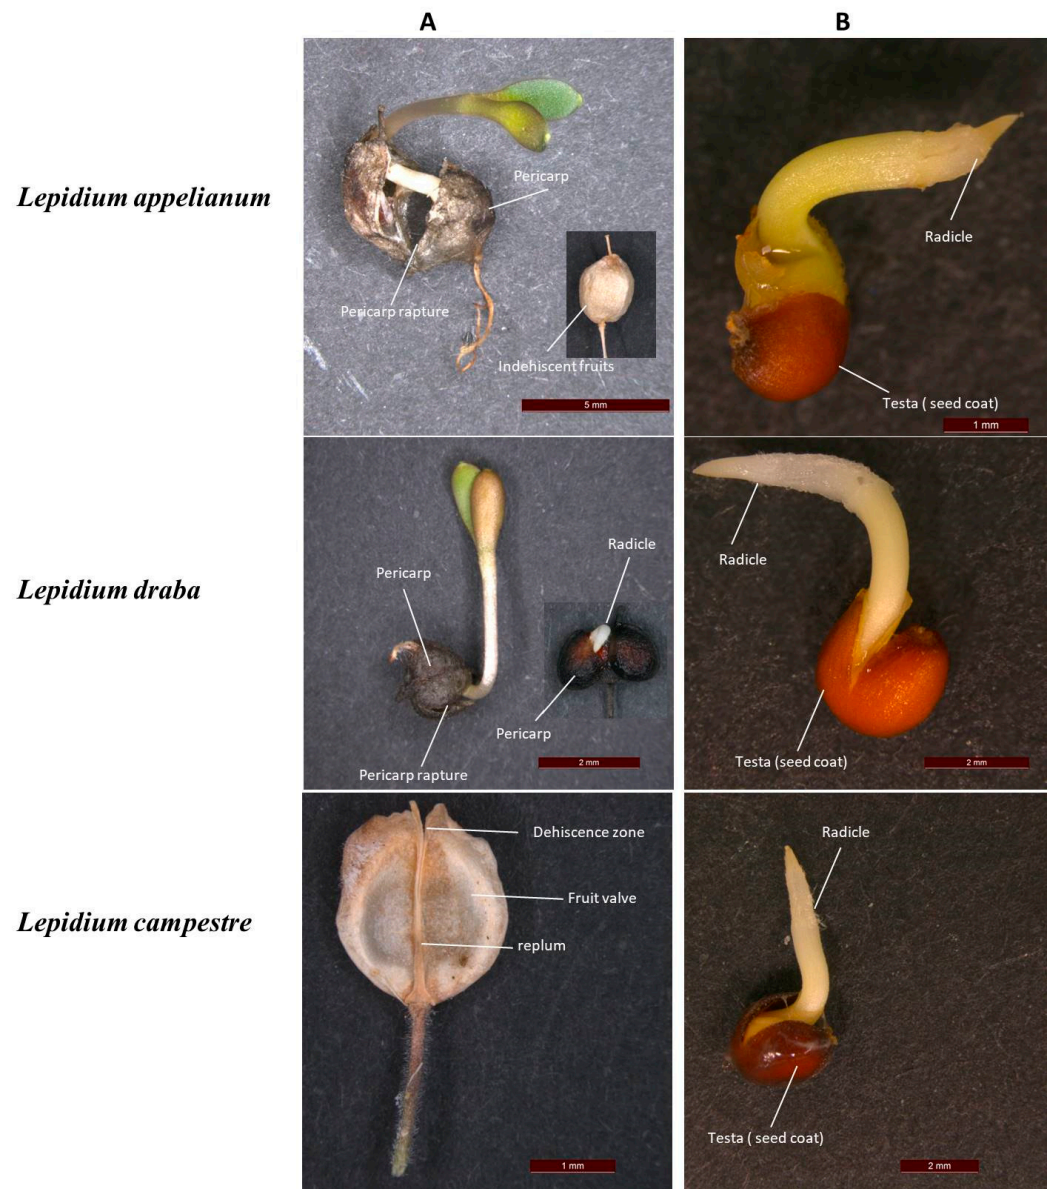 A
B
Lepidium appelianum
Pericarp
Pericarp rapture
Indehiscent fruits
5 mm
Radicle
Testa ( seed coat)
1 mm
Lepidium draba
Pericarp
Radicle
Pericarp
Pericarp rapture
2 mm
Radicle
Testa (seed coat)
2 mm
Lepidium campestre
Dehiscence zone
Fruit valve
replum
1 mm
Radicle
Testa ( seed coat)
2 mm